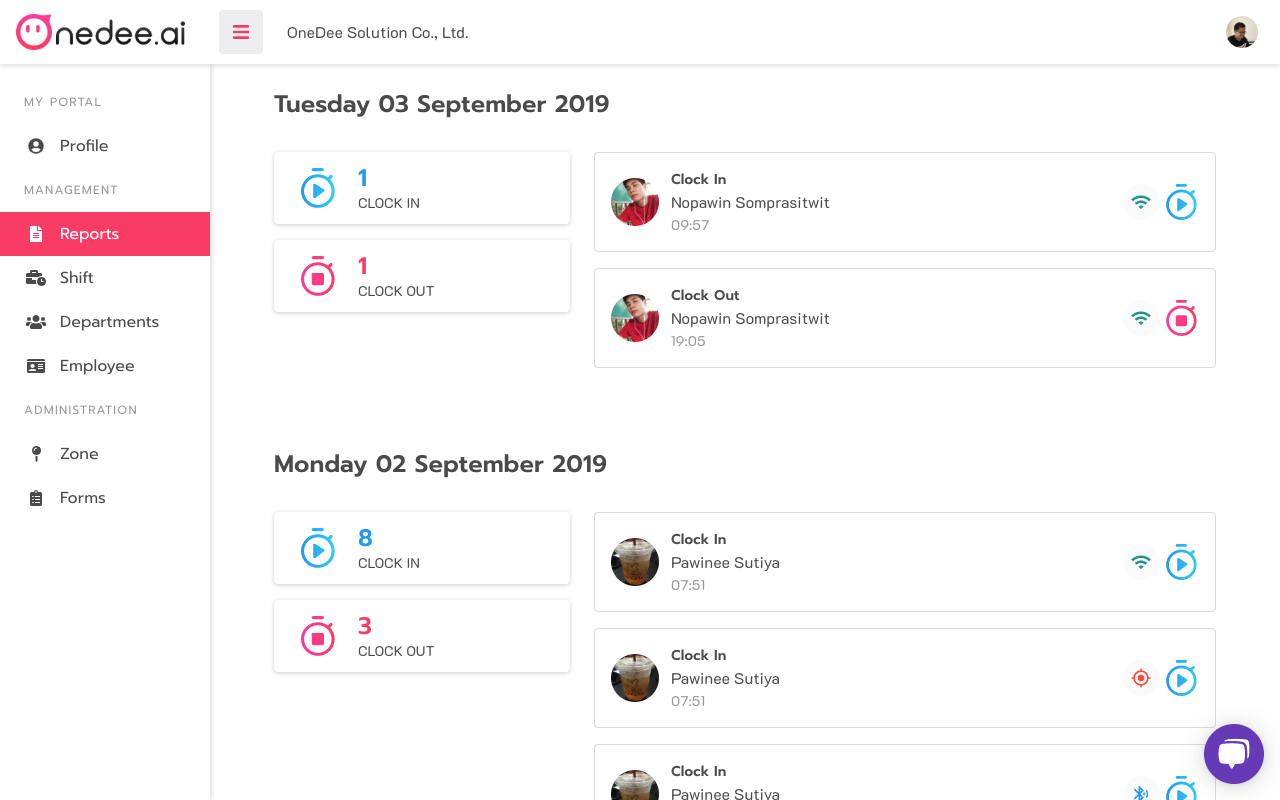 nedee.ai
OneDee Solution Co., Ltd.
MY PORTAL
Profile
MANAGEMENT
Reports
Shift
Departments
Employee
ADMINISTRATION
Zone
Forms
Tuesday 03 September 2019
1
CLOCK IN
1
CLOCK OUT
Clock In
Nopawin Somprasitwit
09:57
Clock Out
Nopawin Somprasitwit
19:05
Monday 02 September 2019
8
CLOCK IN
3
CLOCK OUT
Clock In
Pawinee Sutiya
07:51
Clock In
Pawinee Sutiya
07:51
Clock In
Pawinee Sutiya